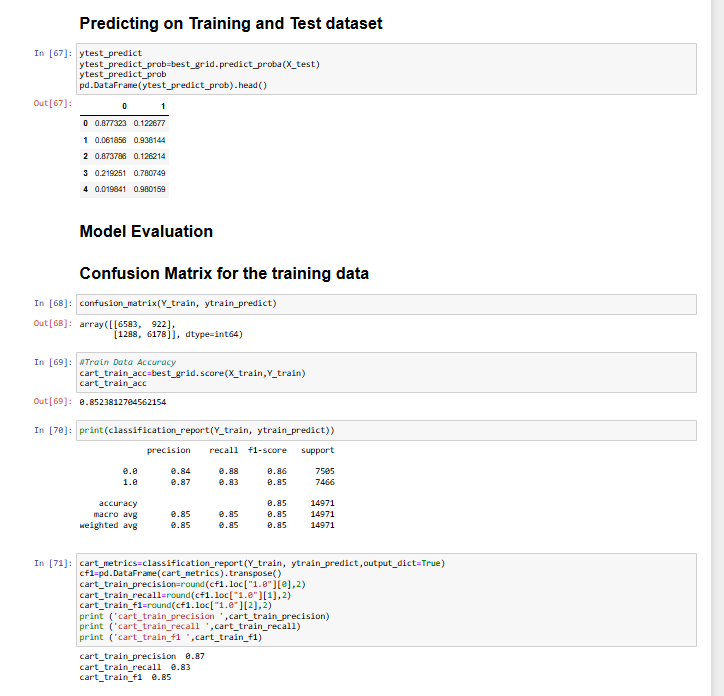 Predicting on Training and Test dataset
In [67]: ytest_predict
ytest_predict_prob=best_grid.predict_proba(X_test)
ytest_predict_prob
pd.DataFrame(ytest_predict_prob).head()
Out[67]:
0 1
0 0.877323 0.122677
1 0.061856 0.938144
2 0.873786 0.126214
3 0.219251 0.780749
4 0.019841 0.980159
Model Evaluation
Confusion Matrix for the training data
In [68]: confusion_matrix(Y_train, ytrain_predict)
Out[68]: array([[6583, 922],
[1288, 6178]], dtype=int64)
In [69]: #Train Data Accuracy
cart_train_acc=best_grid.score(X_train,Y_train)
cart_train_acc
Out[69]: 0.8523812704562154
In [70]: print(classification_report(Y_train, ytrain_predict))
precision recall f1-score support
0.0 0.84 0.88 0.86 7505
1.0 0.87 0.83 0.85 7466
accuracy 0.85 14971
macro avg 0.85 0.85 0.85 14971
weighted avg 0.85 0.85 0.85 14971
In [71]: cart_metrics=classification_report(Y_train, ytrain_predict,output_dict=True)
cf1=pd.DataFrame(cart_metrics).transpose()
cart_train_precision=round(cf1.loc["1.0"][0],2)
cart_train_recall=round(cf1.loc["1.0"][1],2)
cart_train_f1=round(cf1.loc["1.0"][2],2)
print ('cart_train_precision ',cart_train_precision)
print ('cart_train_recall ',cart_train_recall)
print ('cart_train_f1 ',cart_train_f1)
cart_train_precision 0.87
cart_train_recall 0.83
cart_train_f1 0.85